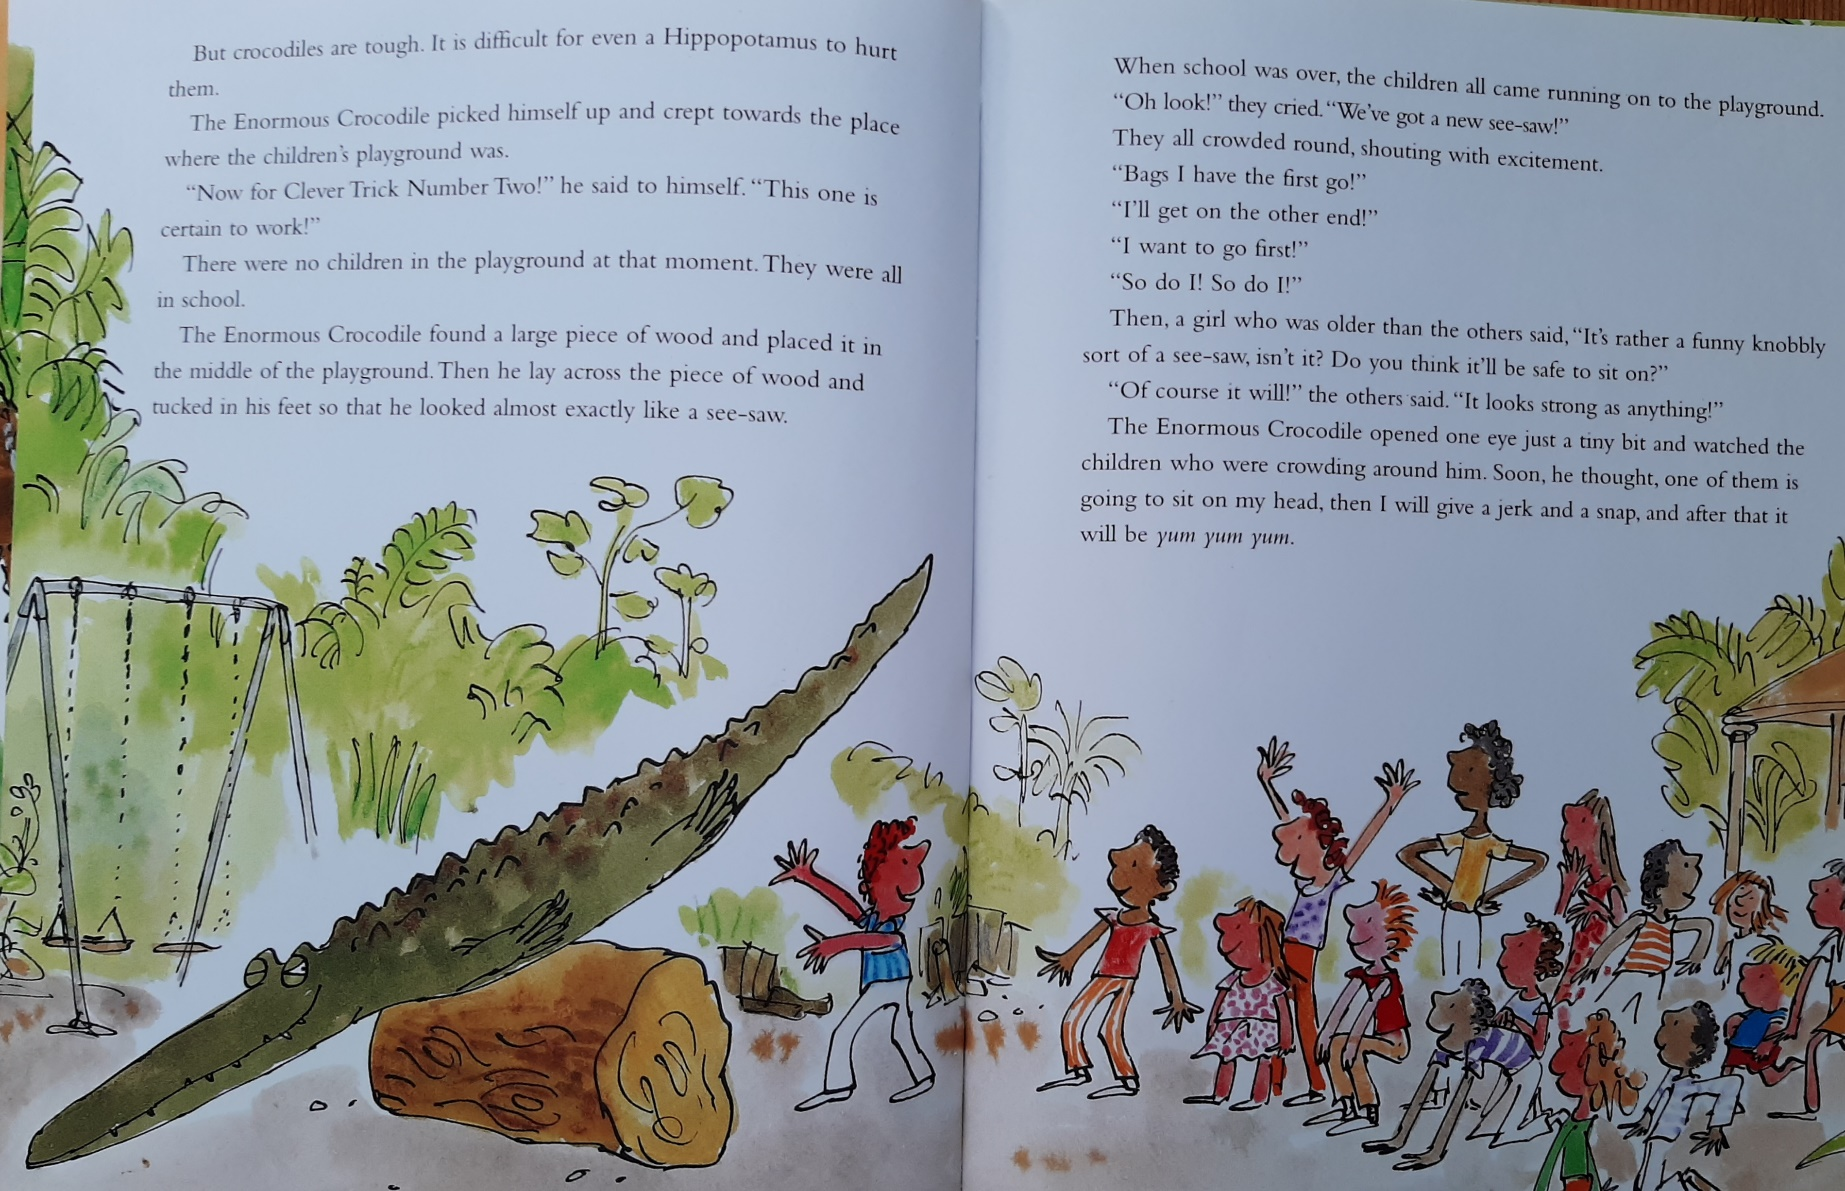 But crocodiles are tough. It is difficult for even a Hippopotamus to hurt
them.
The Enormous Crocodile picked himself up and crept towards the place
where the children's playground was.
“Now for Clever Trick Number Two!” he said to himself. “This one is
certain to work!”
There were no children in the playground at that moment. They were all
in school.
The Enormous Crocodile found a large piece of wood and placed it in
the middle of the playground. Then he lay across the piece of wood and
tucked in his feet so that he looked almost exactly like a see-saw.
When school was over, the children all came running on to the playground.
“Oh look!” they cried. “We've got a new see-saw!”
They all crowded round, shouting with excitement.
“Bags I have the first go!”
“I'll get on the other end!”
“I want to go first!”
“So do I! So do I!”
Then, a girl who was older than the others said, “It's rather a funny knobbly
sort of a see-saw, isn't it? Do you think it'll be safe to sit on?”
“Of course it will!” the others said. “It looks strong as anything!”
The Enormous Crocodile opened one eye just a tiny bit and watched the
children who were crowding around him. Soon, he thought, one of them is
going to sit on my head, then I will give a jerk and a snap, and after that it
will be yum yum yum.